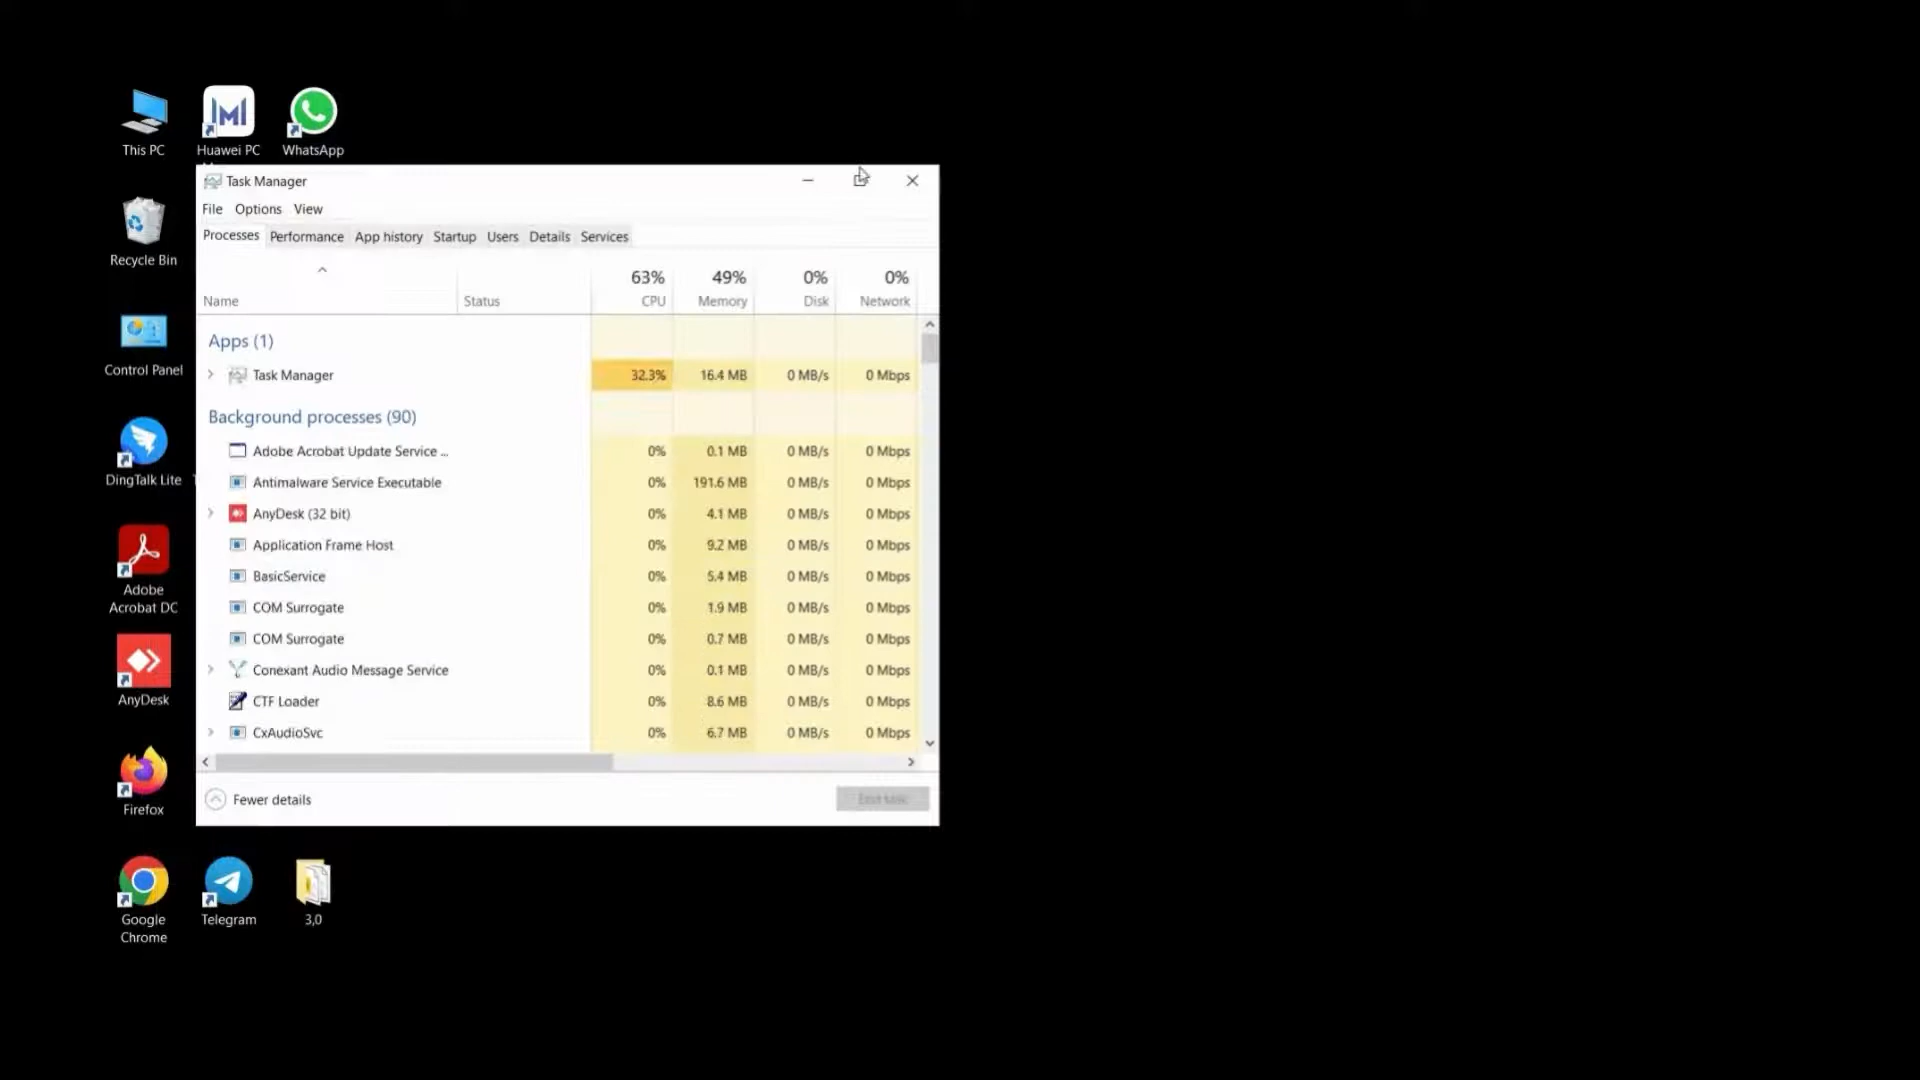 This PC
Huawei PC
WhatsApp
Recycle Bin
Control Panel
DingTalk Lite
Adobe
Acrobat DC
AnyDesk
Firefox
Google
Chrome
Telegram
3,0
Task Manager
File Options View
Processes Performance App history Startup Users Details Services
63% 49% 0% 0%
Name Status CPU Memory Disk Network
Apps (1)
Task Manager 32.3% 16.4 MB 0 MB/s 0 Mbps
Background processes (90)
Adobe Acrobat Update Service ... 0% 0.1 MB 0 MB/s 0 Mbps
Antimalware Service Executable 0% 191.6 MB 0 MB/s 0 Mbps
AnyDesk (32 bit) 0% 4.1 MB 0 MB/s 0 Mbps
Application Frame Host 0% 9.2 MB 0 MB/s 0 Mbps
BasicService 0% 5.4 MB 0 MB/s 0 Mbps
COM Surrogate 0% 1.9 MB 0 MB/s 0 Mbps
COM Surrogate 0% 0.7 MB 0 MB/s 0 Mbps
Conexant Audio Message Service 0% 0.1 MB 0 MB/s 0 Mbps
CTF Loader 0% 8.6 MB 0 MB/s 0 Mbps
CxAudioSvc 0% 6.7 MB 0 MB/s 0 Mbps
Fewer details
End task